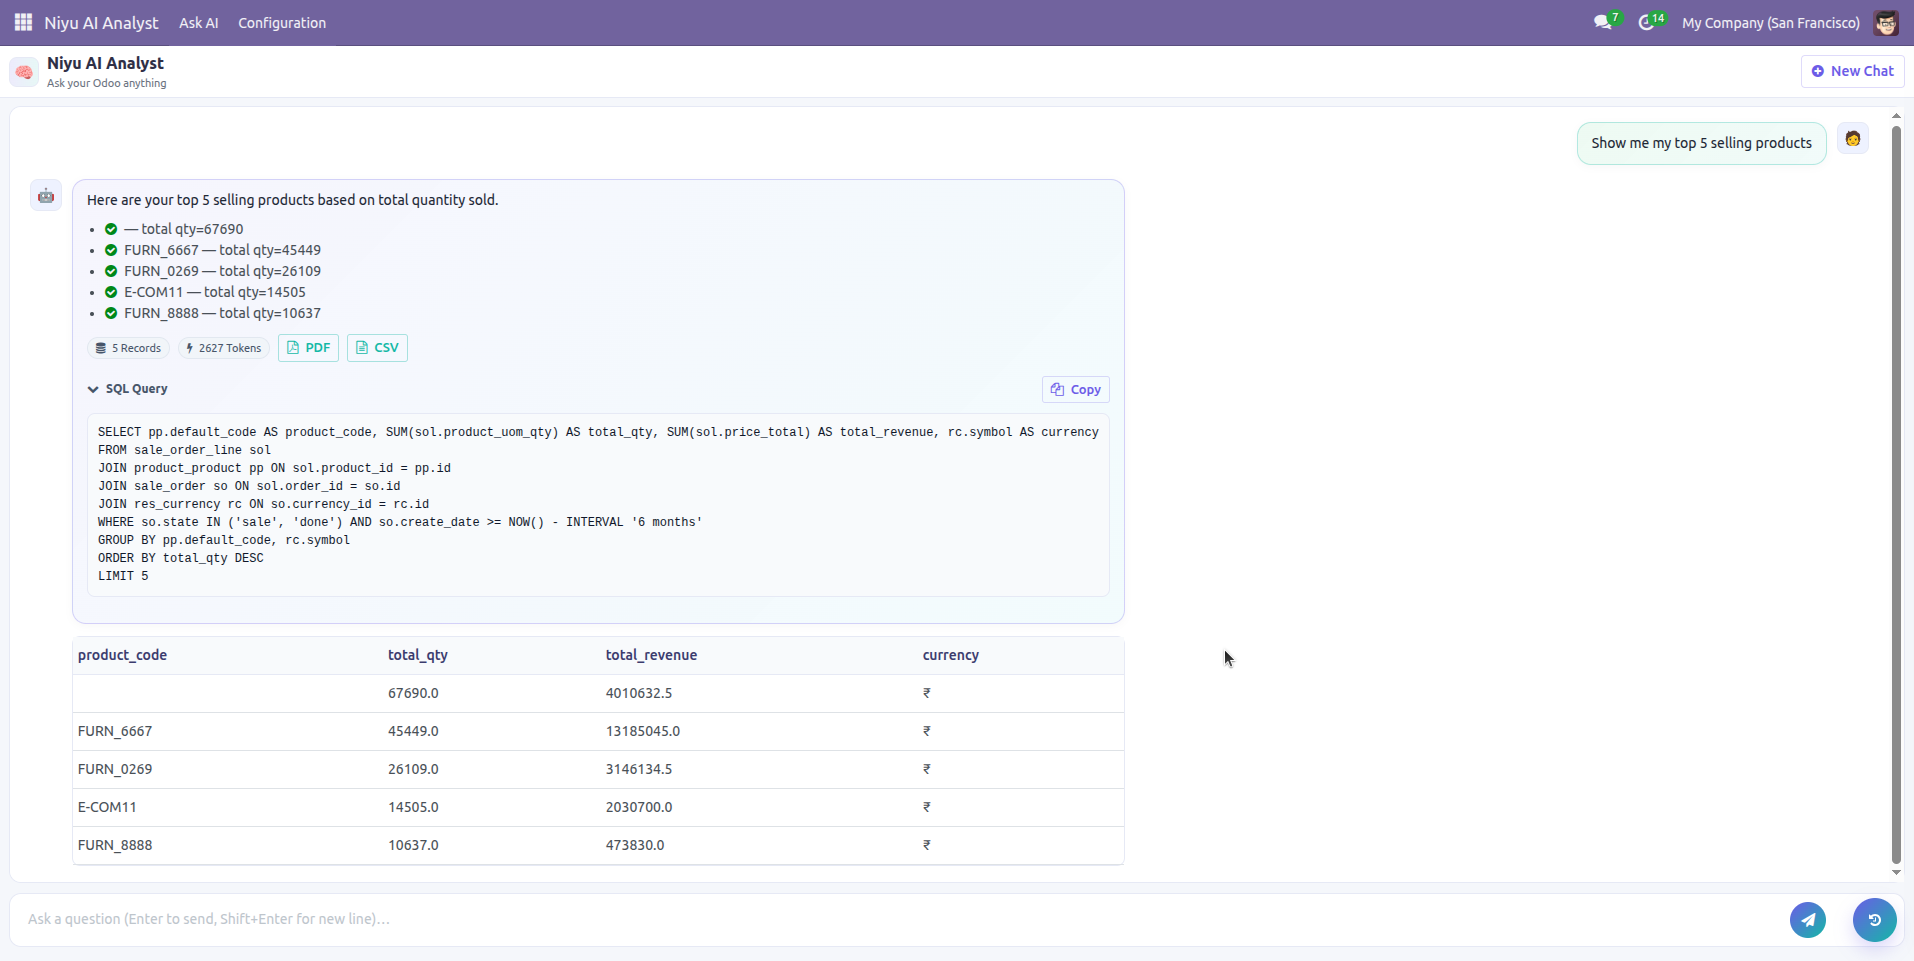 Niyu AI Analyst Ask AI Configuration 7 14 My Company (San Francisco)
Niyu AI Analyst
Ask your Odoo anything
New Chat
Show me my top 5 selling products
Here are your top 5 selling products based on total quantity sold.
— total qty=67690
FURN_6667 — total qty=45449
FURN_0269 — total qty=26109
E-COM11 — total qty=14505
FURN_8888 — total qty=10637
5 Records 2627 Tokens PDF CSV
SQL Query Copy
SELECT pp.default_code AS product_code, SUM(sol.product_uom_qty) AS total_qty, SUM(sol.price_total) AS total_revenue, rc.symbol AS currency
FROM sale_order_line sol
JOIN product_product pp ON sol.product_id = pp.id
JOIN sale_order so ON sol.order_id = so.id
JOIN res_currency rc ON so.currency_id = rc.id
WHERE so.state IN ('sale', 'done') AND so.create_date >= NOW() - INTERVAL '6 months'
GROUP BY pp.default_code, rc.symbol
ORDER BY total_qty DESC
LIMIT 5
product_code total_qty total_revenue currency
67690.0 4010632.5 ₹
FURN_6667 45449.0 13185045.0 ₹
FURN_0269 26109.0 3146134.5 ₹
E-COM11 14505.0 2030700.0 ₹
FURN_8888 10637.0 473830.0 ₹
Ask a question (Enter to send, Shift+Enter for new line)...